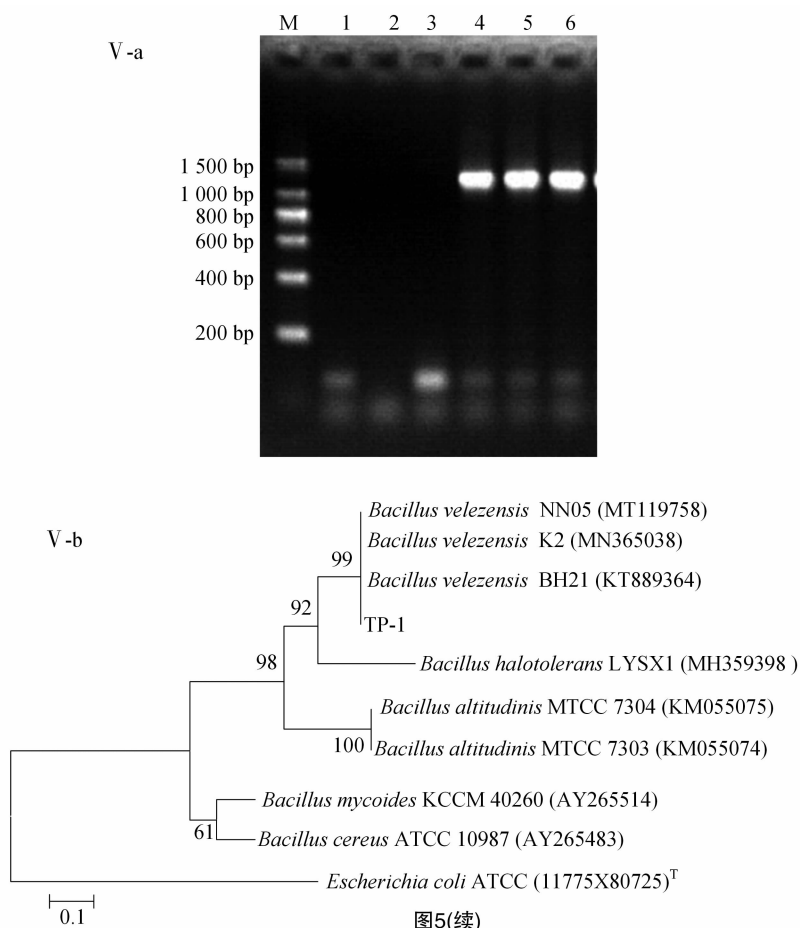 M 1 2 3 4 5 6
Ⅴ-a
1 500 bp
1 000 bp
800 bp
600 bp
400 bp
200 bp
Ⅴ-b
Bacillus velezensis NN05 (MT119758)
Bacillus velezensis K2 (MN365038)
99
Bacillus velezensis BH21 (KT889364)
92
TP-1
98
Bacillus halotolerans LYSX1 (MH359398 )
Bacillus altitudinis MTCC 7304 (KM055075)
100
Bacillus altitudinis MTCC 7303 (KM055074)
Bacillus mycoides KCCM 40260 (AY265514)
61
Bacillus cereus ATCC 10987 (AY265483)
Escherichia coli ATCC (11775X80725)ᵀ
0.1
图5(续)